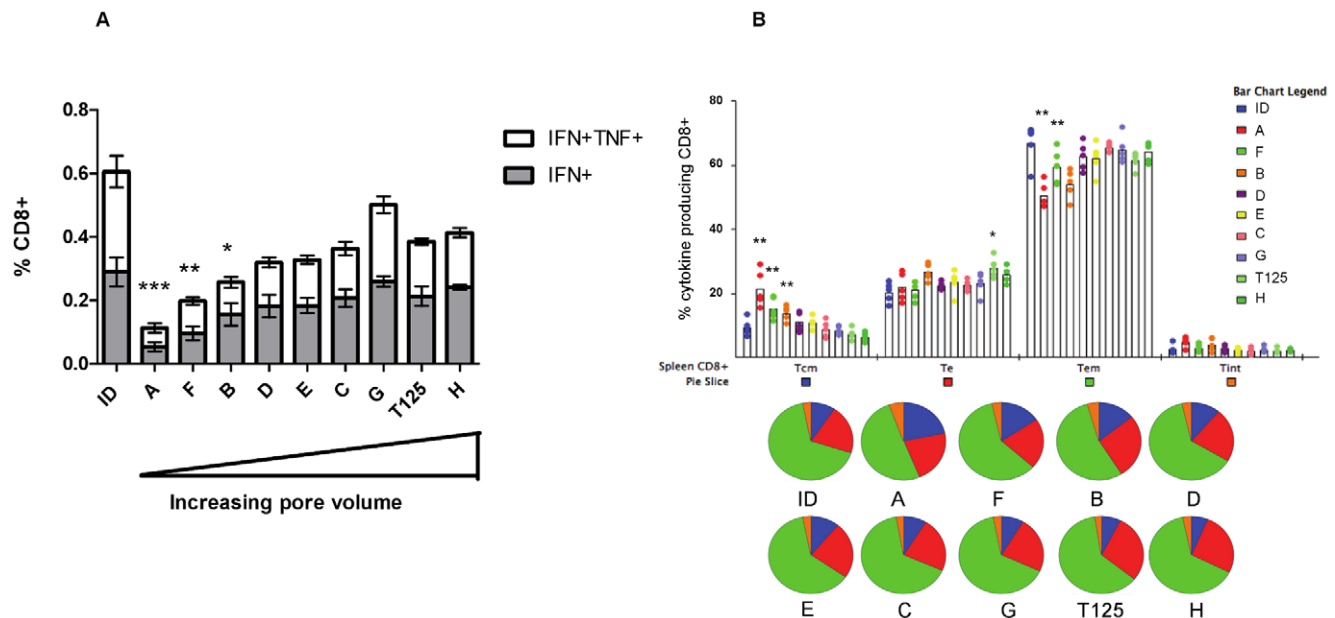 A
% CD8+
0.8
0.6
0.4
0.2
0.0
***
**
*
ID A F B D E C G T125 H
Increasing pore volume
IFN+TNF+
IFN+
B
% cytokine producing CD8+
80
60
40
20
**
**
**
*
** **
Bar Chart Legend
ID
A
F
B
D
E
C
G
T125
H
Spleen CD8+ Tcm Te Tem Tint
Pie Slice
ID A F B D
E C G T125 H